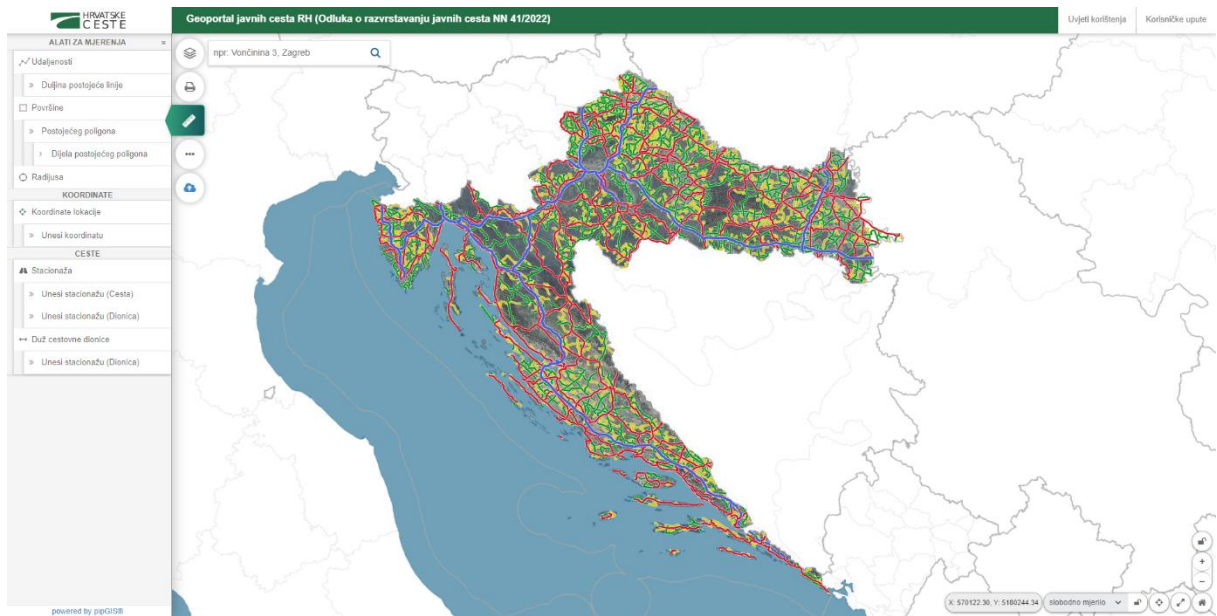 HRVATSKE
CESTE
Geoportal javnih cesta RH (Odluka o razvrstavanju javnih cesta NN 41/2022)
Uvjeti korištenja
Korisničke upute
ALATI ZA MJERENJA
«
Udaljenosti
» Duljina postojeće linije
Površine
» Postojećeg poligona
› Dijela postojećeg poligona
Radijusa
KOORDINATE
Koordinate lokacije
» Unesi koordinatu
CESTE
Stacionaža
» Unesi stacionažu (Cesta)
» Unesi stacionažu (Dionica)
Duž cestovne dionice
» Unesi stacionažu (Dionica)
npr: Vončinina 3, Zagreb
X: 570122.30, Y: 5180244.34
slobodno mjerilo
powered by pipGIS®